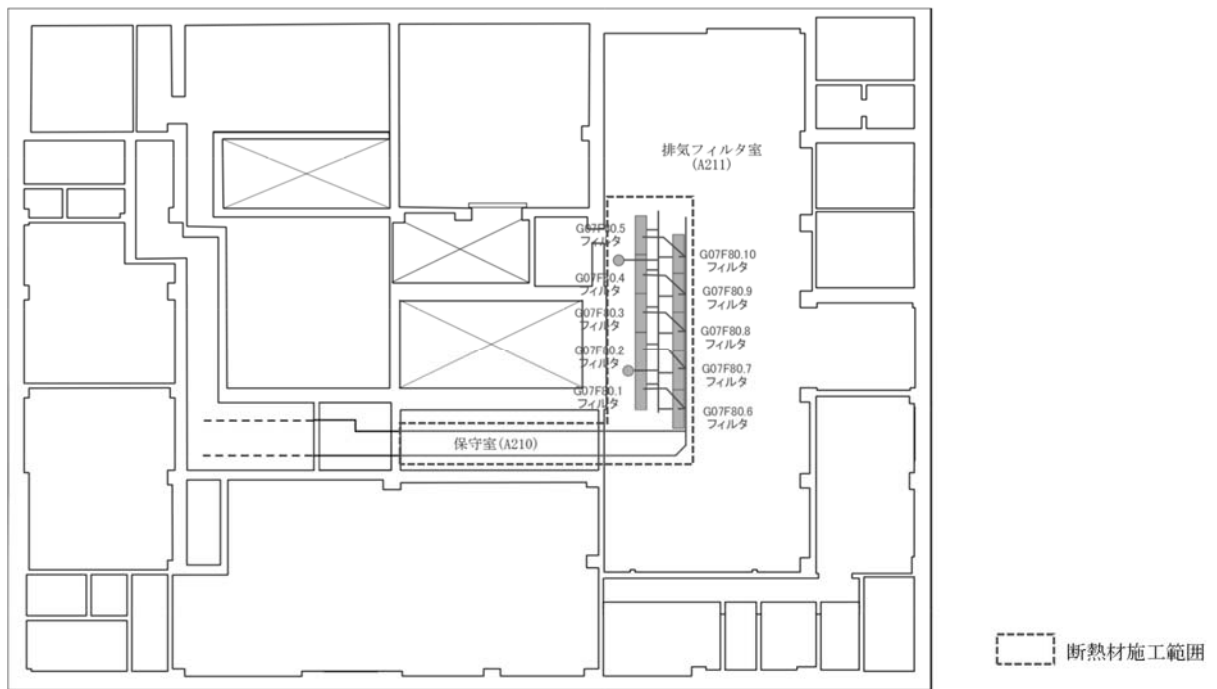 排気フィルタ室
(A211)
G07F80.5
フィルタ
G07F80.10
フィルタ
G07F80.4
フィルタ
G07F80.9
フィルタ
G07F80.3
フィルタ
G07F80.8
フィルタ
G07F80.2
フィルタ
G07F80.7
フィルタ
G07F80.1
フィルタ
G07F80.6
フィルタ
保守室(A210)
断熱材施工範囲